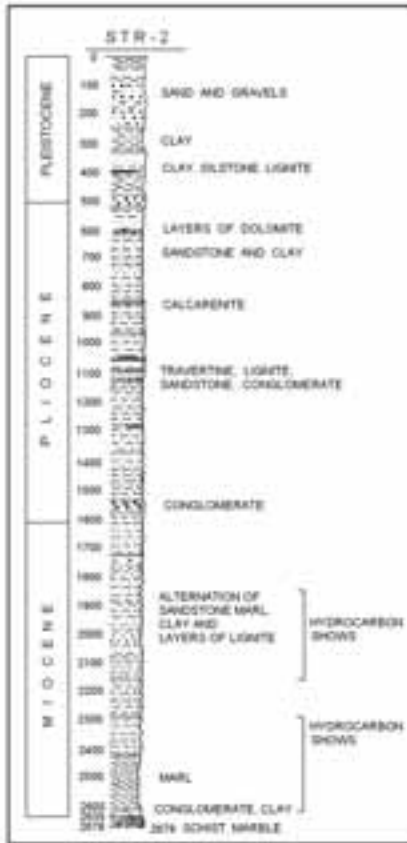 STR-2
0
100
SAND AND GRAVELS
200
300
CLAY
400
CLAY SILSTONE LIGNITE
500
600
LAYERS OF DOLOMITE
700
SANDSTONE AND CLAY
800
900
CALCARENITE
1000
1100
TRAVERTINE, LIGNITE,
SANDSTONE, CONGLOMERATE
1200
1300
1400
1500
CONGLOMERATE
1600
1700
1800
1900
ALTERNATION OF
SANDSTONE MARL,
CLAY AND
LAYERS OF LIGNITE
2000
2100
2200
HYDROCARBON
SHOWS
2300
2400
HYDROCARBON
SHOWS
2500
MARL
2600
CONGLOMERATE, CLAY
2676 SCHIST MARBLE
PLEISTOCENE
PLIOCENE
MIOCENE